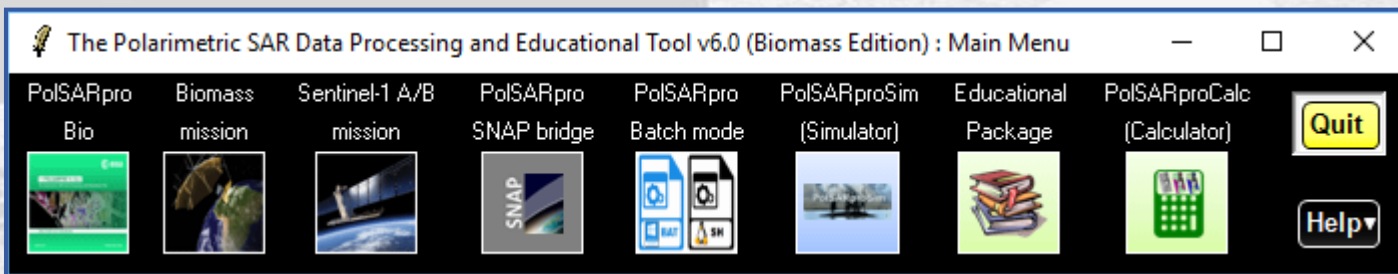 The Polarimetric SAR Data Processing and Educational Tool v6.0 (Biomass Edition) : Main Menu
PolSARpro Biomass Sentinel-1 A/B PolSARpro PolSARpro PolSARproSim Educational PolSARproCalc
Bio mission mission SNAP bridge Batch mode (Simulator) Package (Calculator)
Quit
esa
SNAP
PolSARproSim
BAT
SH
Help